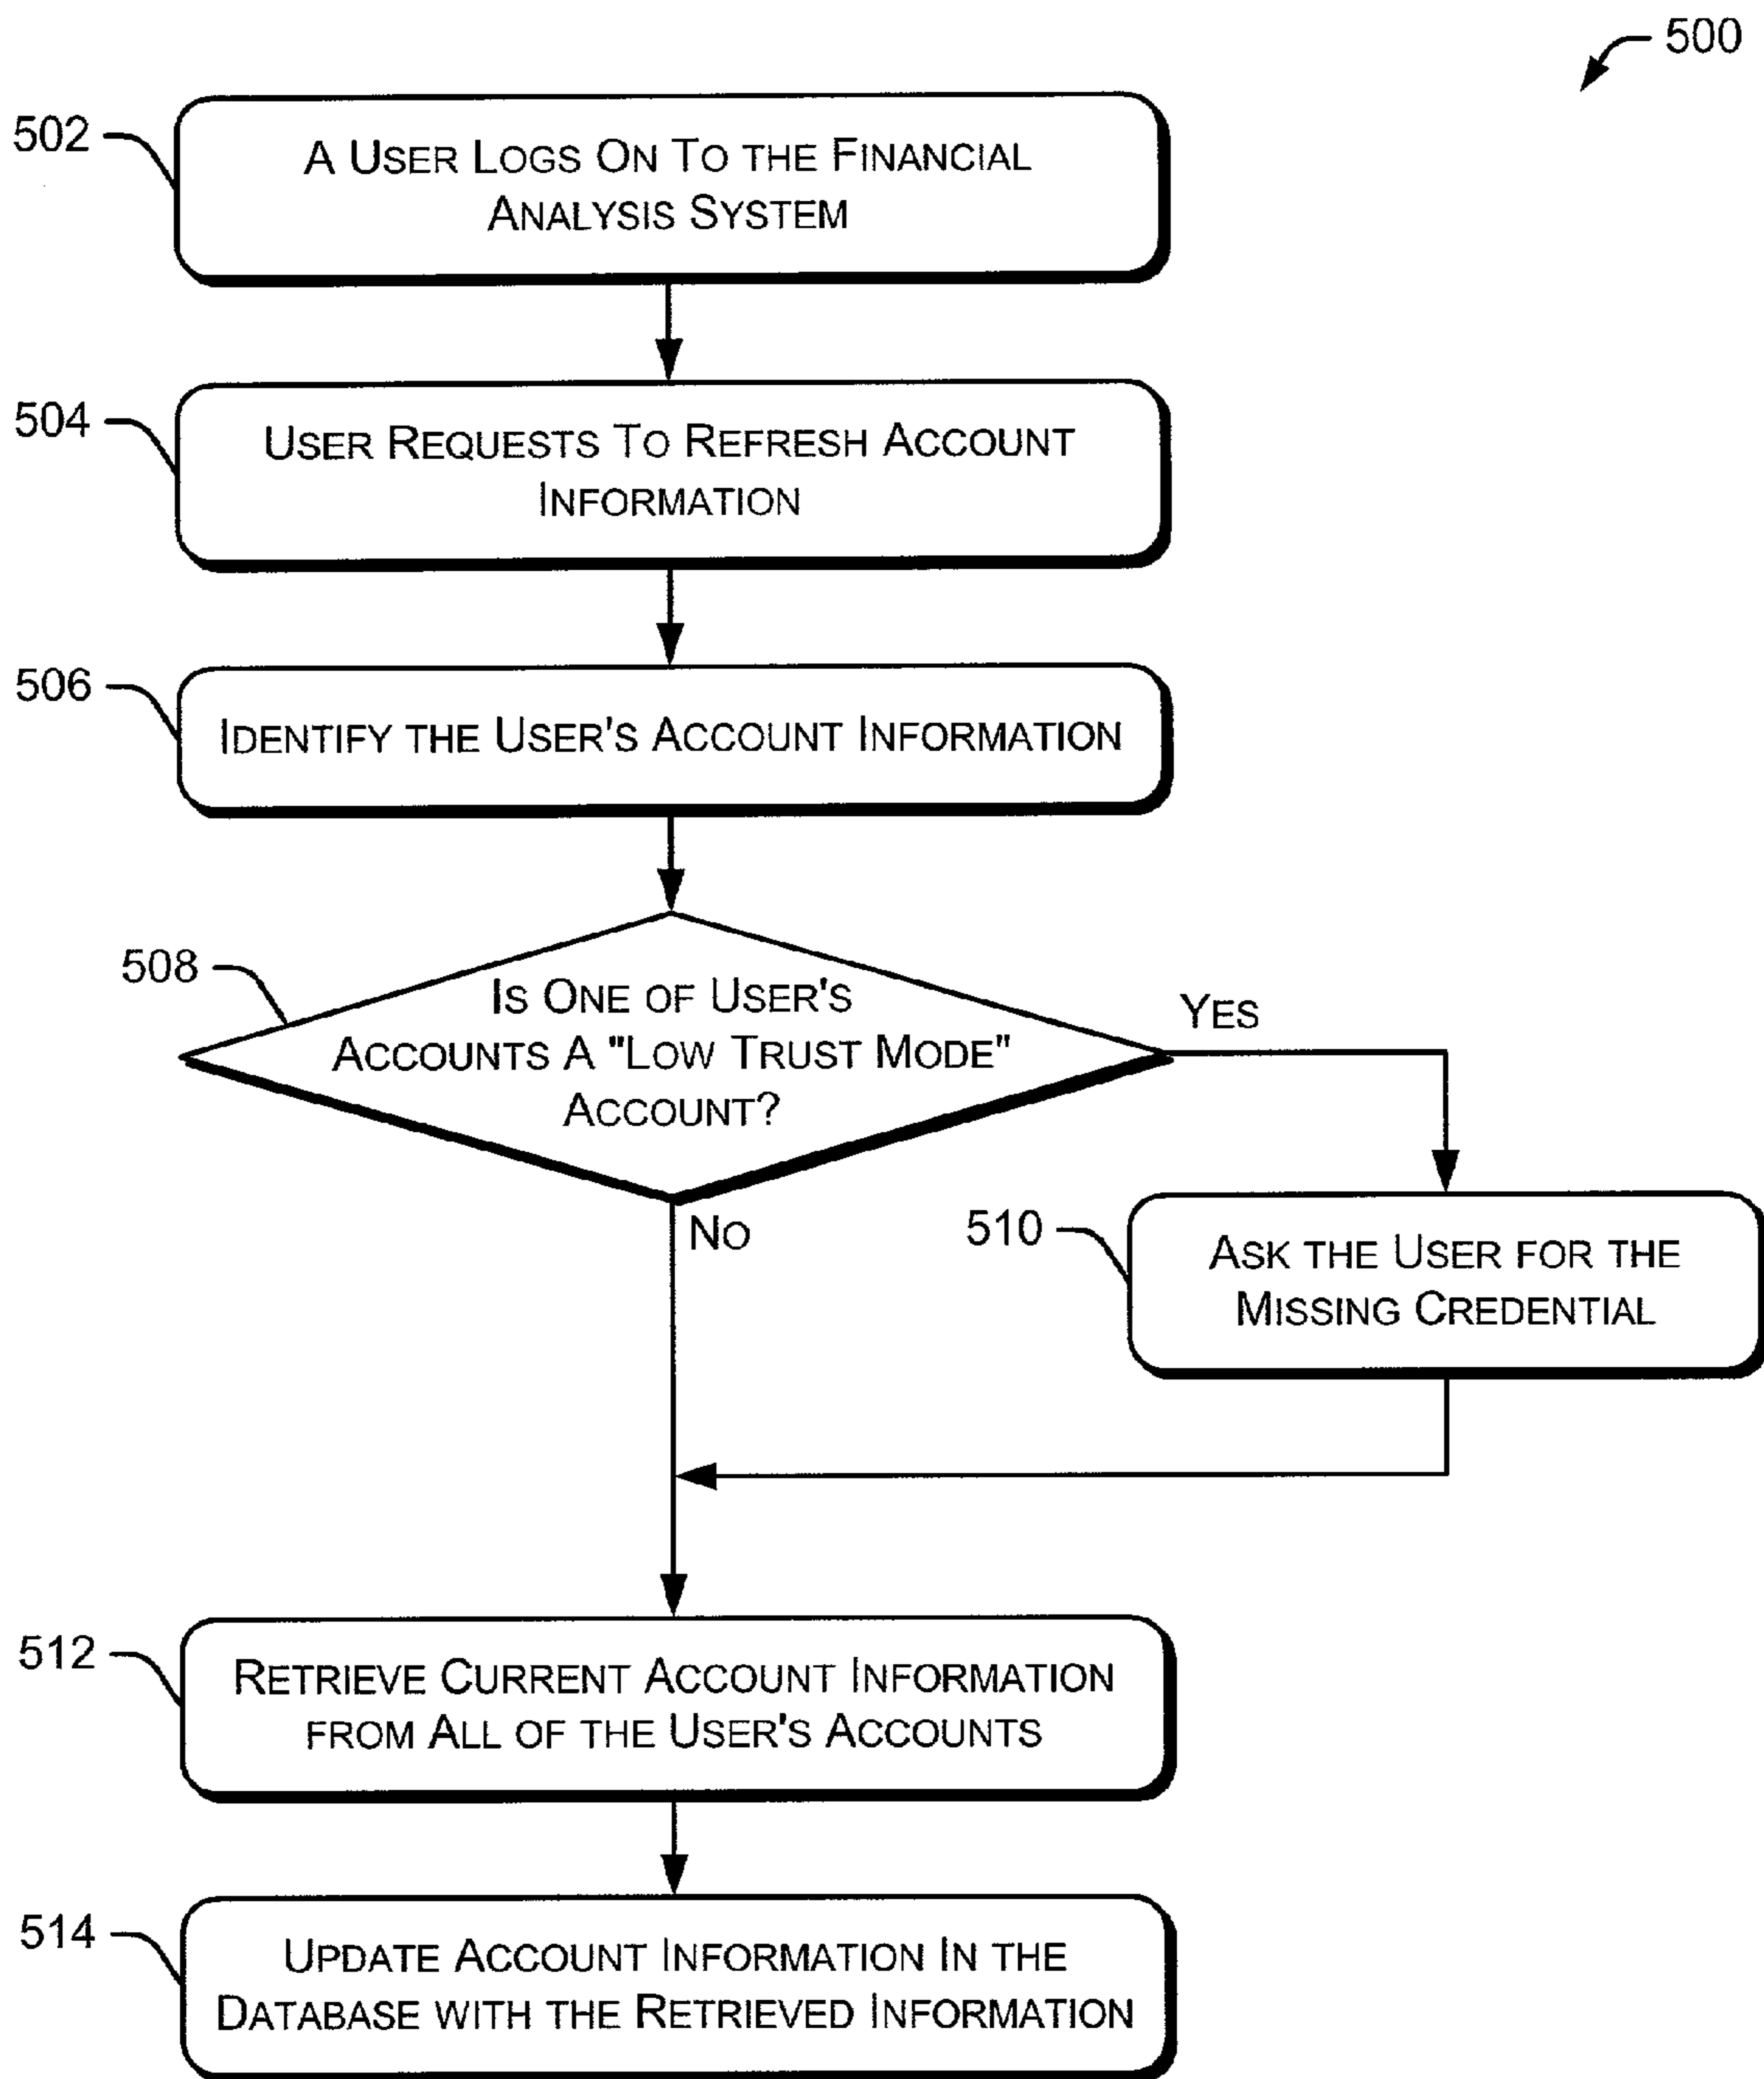 500
502
A USER LOGS ON TO THE FINANCIAL
ANALYSIS SYSTEM
504
USER REQUESTS TO REFRESH ACCOUNT
INFORMATION
506
IDENTIFY THE USER'S ACCOUNT INFORMATION
508
IS ONE OF USER'S
ACCOUNTS A "LOW TRUST MODE"
ACCOUNT?
YES
NO
510
ASK THE USER FOR THE
MISSING CREDENTIAL
512
RETRIEVE CURRENT ACCOUNT INFORMATION
FROM ALL OF THE USER'S ACCOUNTS
514
UPDATE ACCOUNT INFORMATION IN THE
DATABASE WITH THE RETRIEVED INFORMATION